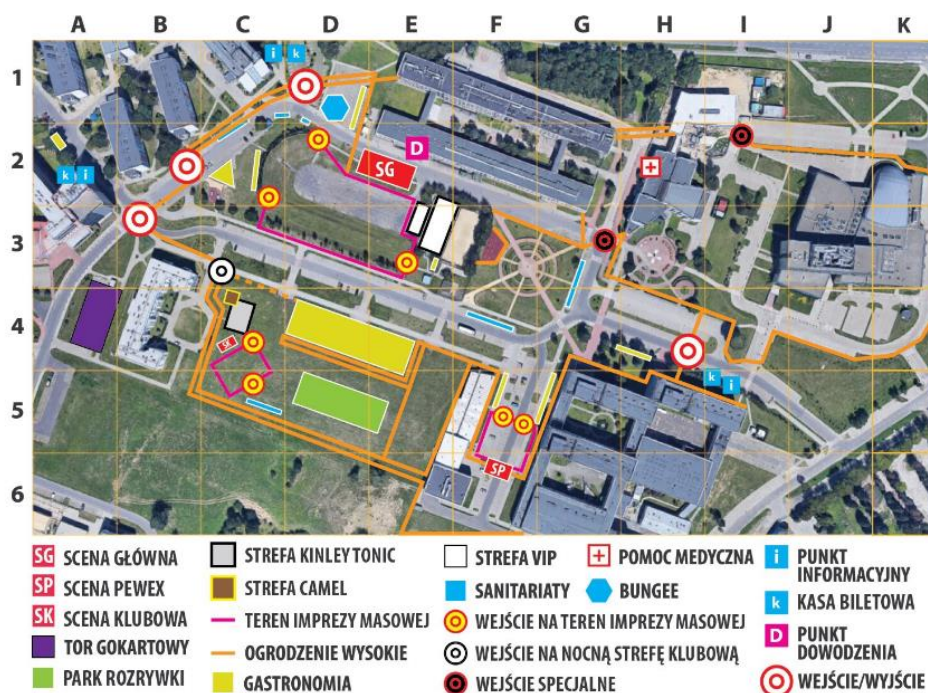 A B C D E F G H I J K
i k
1
D
2
SG
k i
3
4
SK
k i
5
SP
6
SG SCENA GŁÓWNA
SP SCENA PEWEX
SK SCENA KLUBOWA
TOR GOKARTOWY
PARK ROZRYWKI
STREFA KINLEY TONIC
STREFA CAMEL
TEREN IMPREZY MASOWEJ
OGRODZENIE WYSOKIE
GASTRONOMIA
STREFA VIP
SANITARIATY
BUNGEE
WEJŚCIE NA TEREN IMPREZY MASOWEJ
WEJŚCIE NA NOCNĄ STREFĘ KLUBOWĄ
WEJŚCIE SPECJALNE
POMOC MEDYCZNA
i PUNKT
INFORMACYJNY
k KASA BILETOWA
D PUNKT
DOWODZENIA
WEJŚCIE/WYJŚCIE